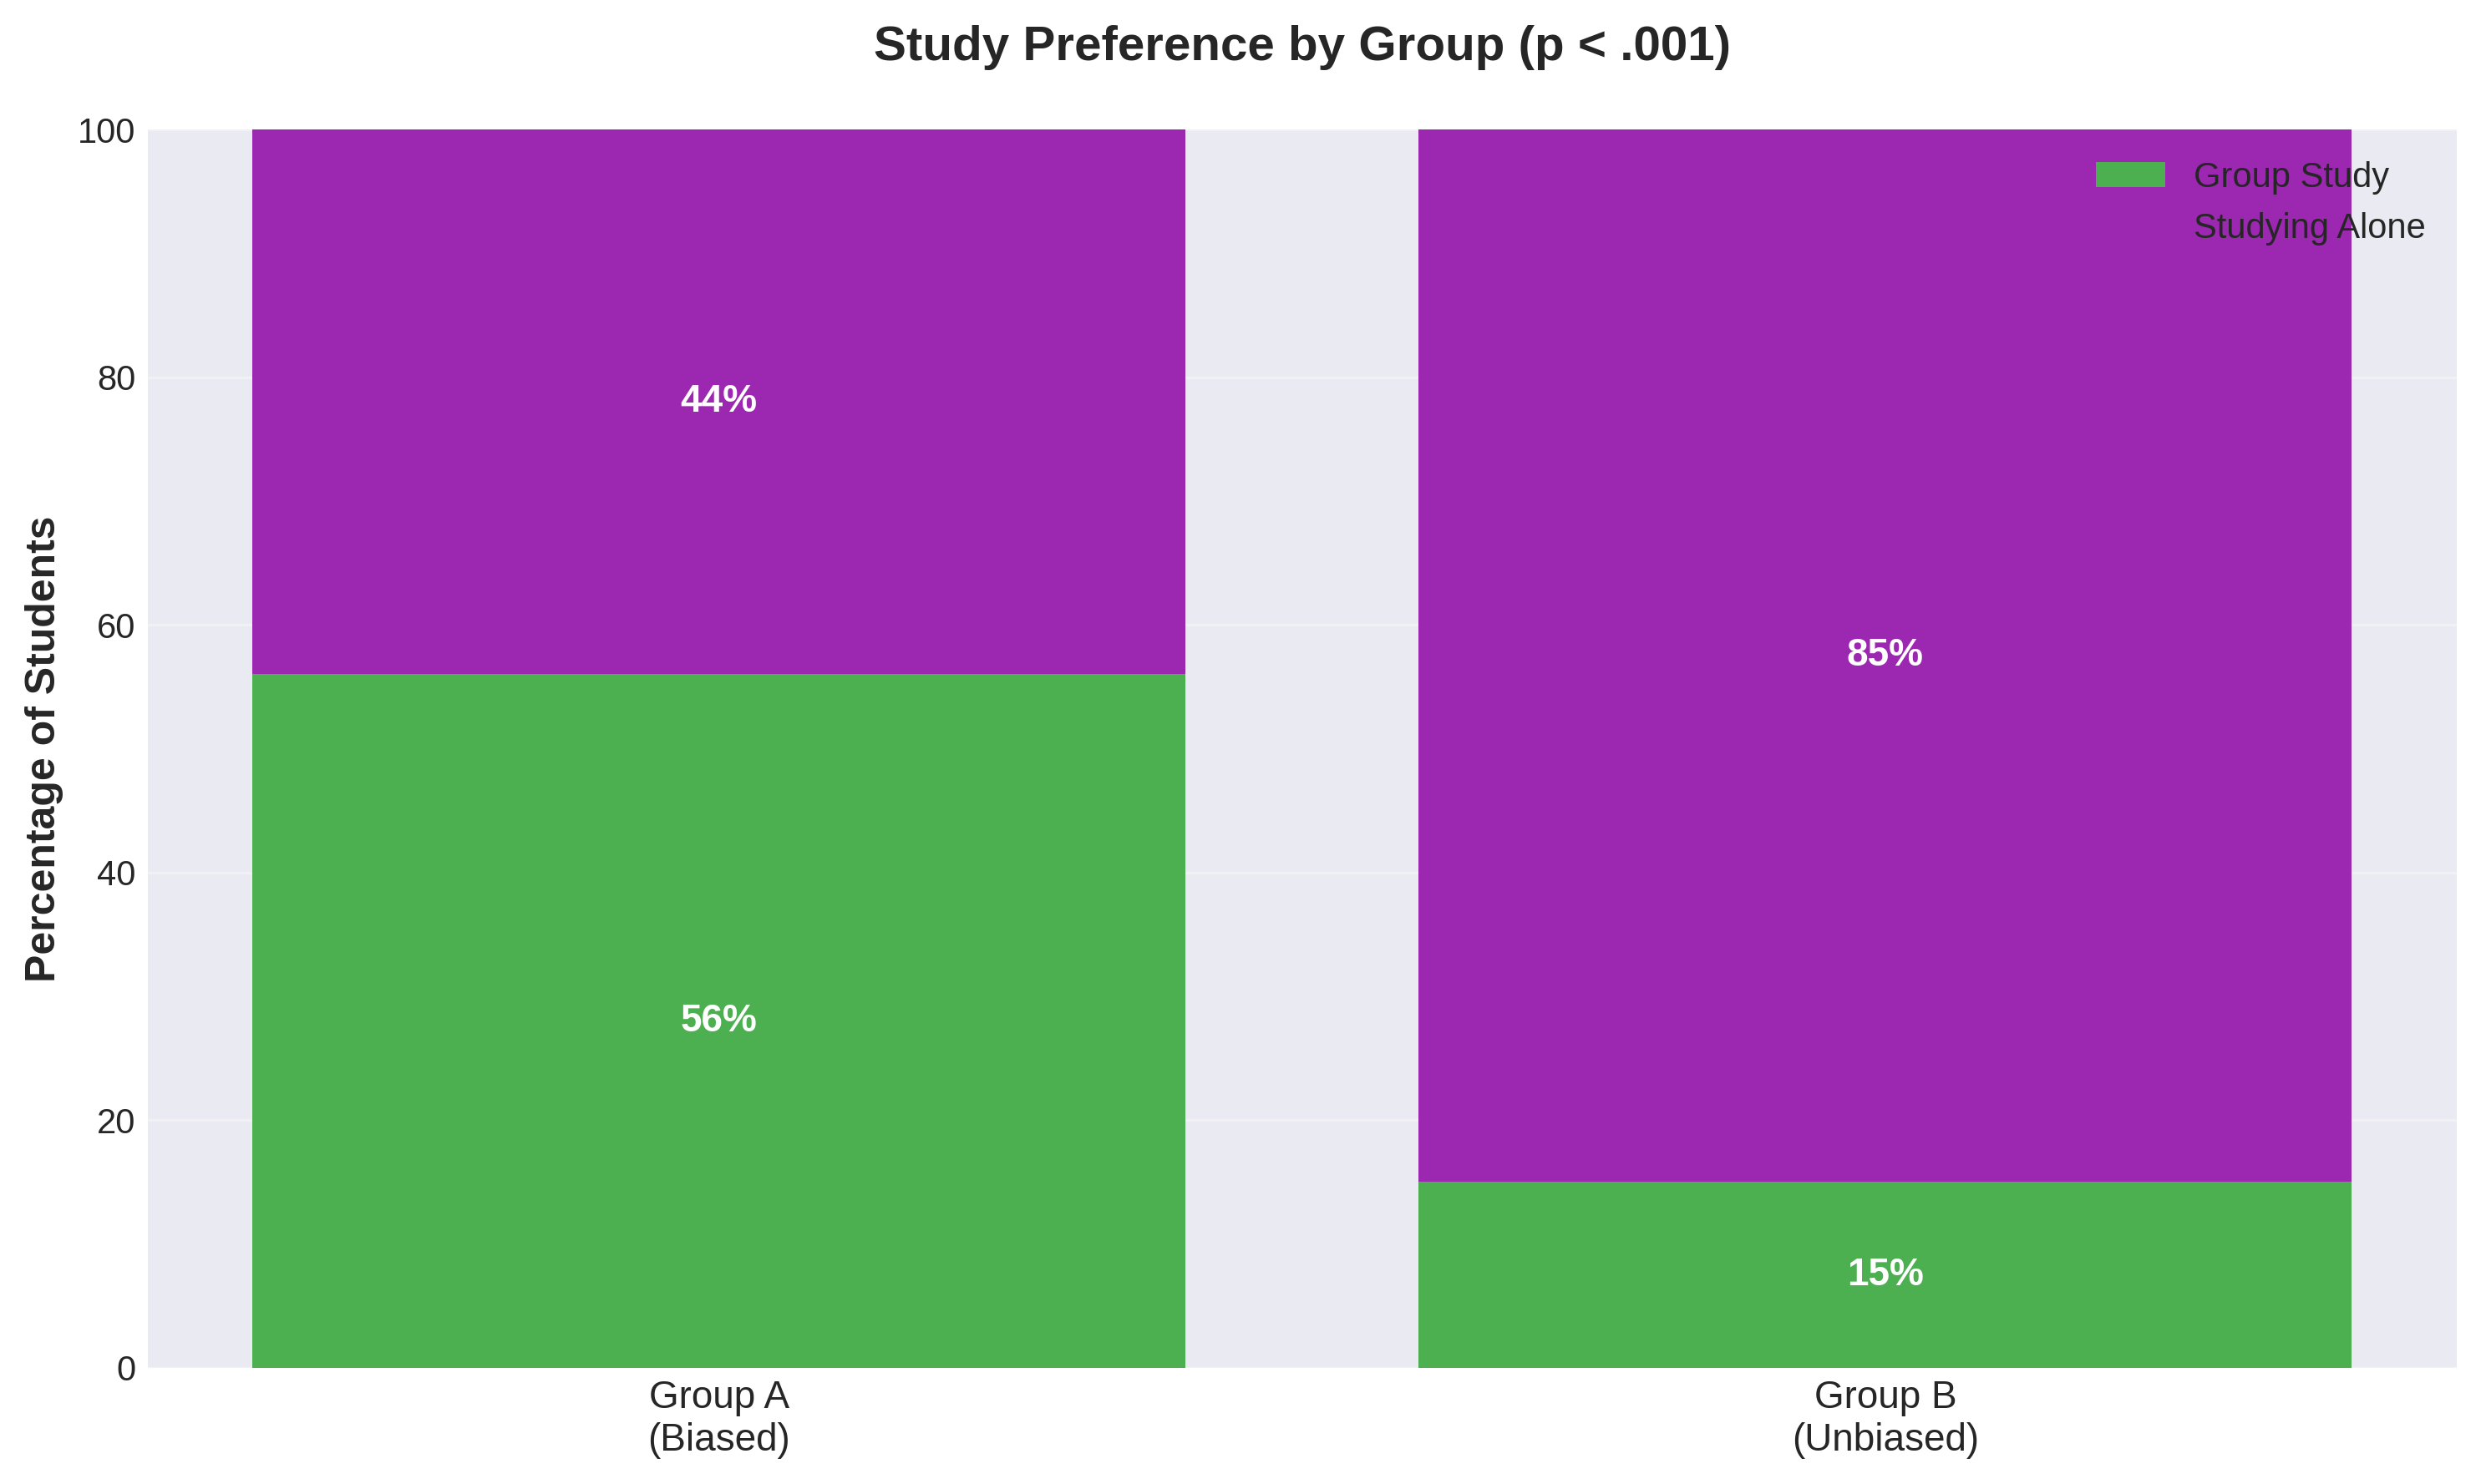 Study Preference by Group (p < .001)
Percentage of Students
100
80
60
40
20
0
Group Study
Studying Alone
44%
56%
85%
15%
Group A
(Biased)
Group B
(Unbiased)